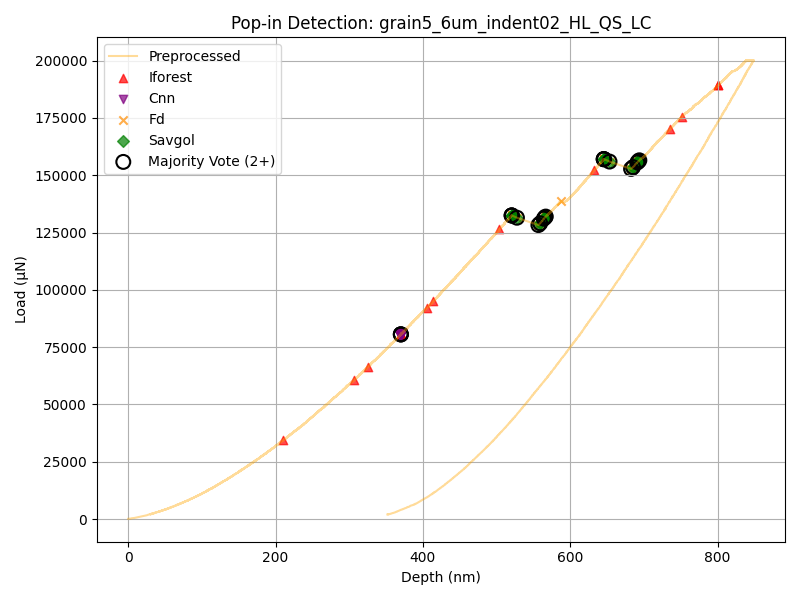 Pop-in Detection: grain5_6um_indent02_HL_QS_LC
Preprocessed
Iforest
Cnn
Fd
Savgol
Majority Vote (2+)
200000
175000
150000
125000
100000
75000
50000
25000
0
Load (µN)
0 200 400 600 800
Depth (nm)